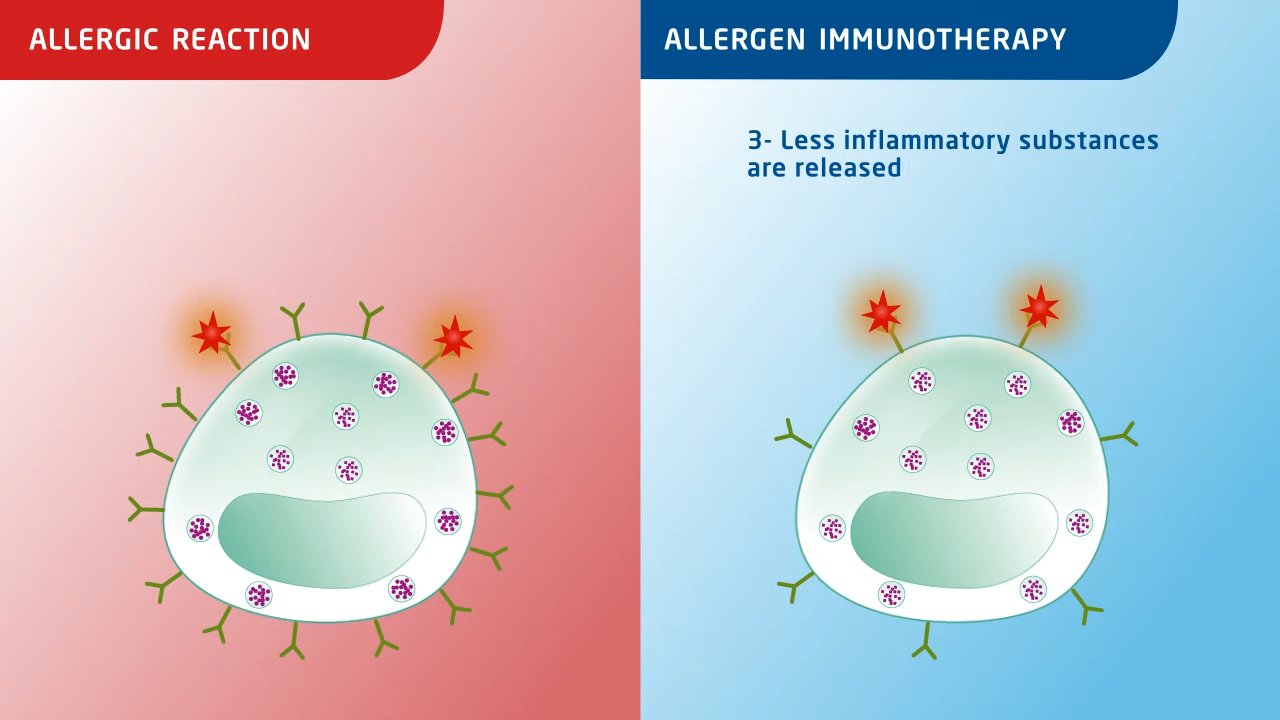 ALLERGIC REACTION
ALLERGEN IMMUNOTHERAPY
3- Less inflammatory substances
are released